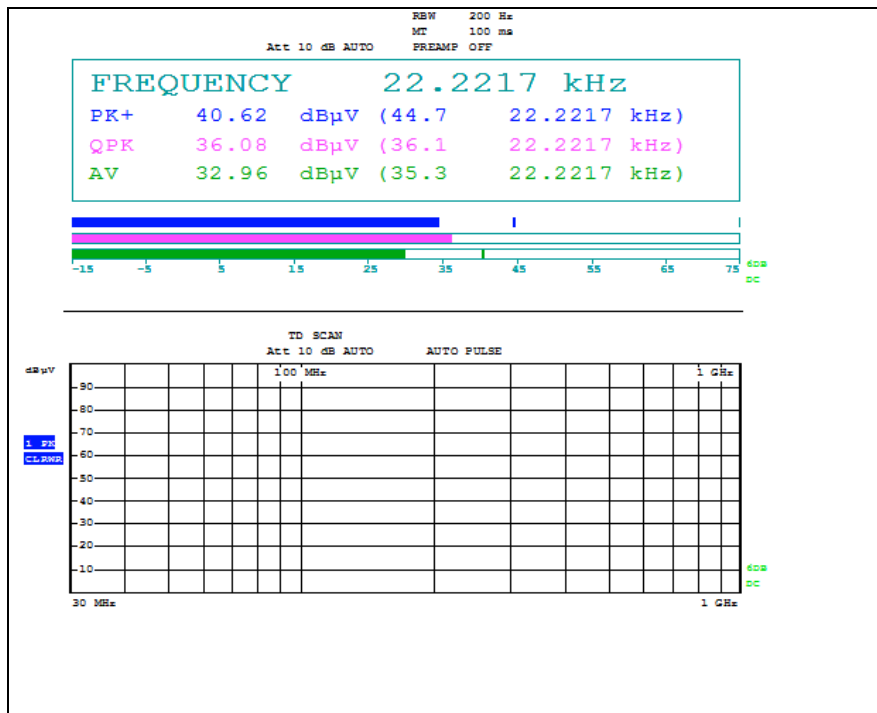 RBW 200 Hz
MT 100 ms
Att 10 dB AUTO PREAMP OFF
FREQUENCY 22.2217 kHz
PK+ 40.62 dBµV (44.7 22.2217 kHz)
QPK 36.08 dBµV (36.1 22.2217 kHz)
AV 32.96 dBµV (35.3 22.2217 kHz)
-15 -5 5 15 25 35 45 55 65 75
6DB
DC
TD SCAN
Att 10 dB AUTO AUTO PULSE
dBµV
100 MHz 1 GHz
90
80
70
1 PK
60
CLRWR
50
40
30
20
10
6DB
DC
30 MHz 1 GHz